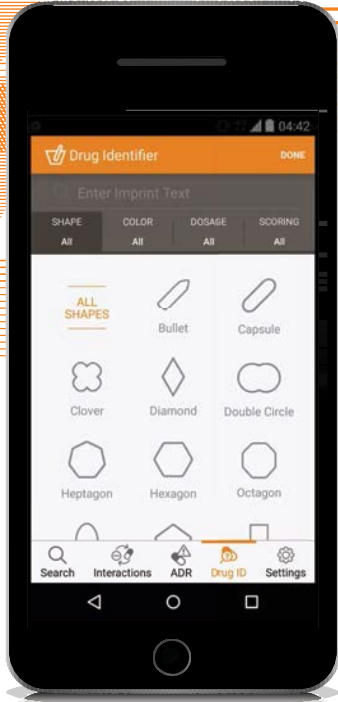 04:42
Drug Identifier DONE
Enter Imprint Text
SHAPE COLOR DOSAGE SCORING
All All All All
ALL
SHAPES
Bullet Capsule
Clover Diamond Double Circle
Heptagon Hexagon Octagon
Search Interactions ADR Drug ID Settings